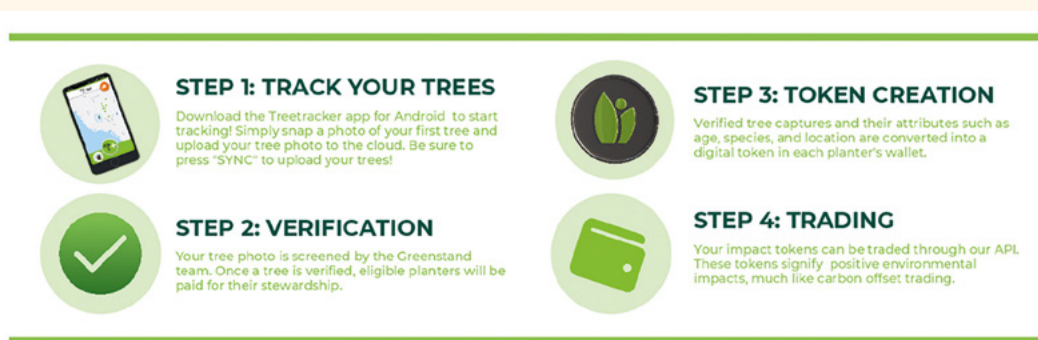 STEP 1: TRACK YOUR TREES
Download the Treetracker app for Android to start
tracking! Simply snap a photo of your first tree and
upload your tree photo to the cloud. Be sure to
press "SYNC" to upload your trees!
STEP 2: VERIFICATION
Your tree photo is screened by the Greenstand
team. Once a tree is verified, eligible planters will be
paid for their stewardship.
STEP 3: TOKEN CREATION
Verified tree captures and their attributes such as
age, species, and location are converted into a
digital token in each planter's wallet.
STEP 4: TRADING
Your impact tokens can be traded through our API.
These tokens signify positive environmental
impacts, much like carbon offset trading.